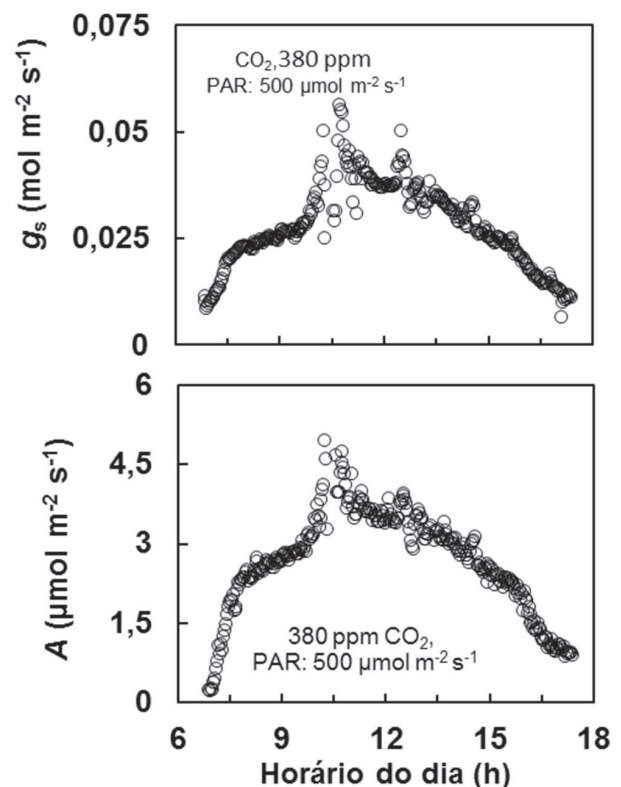 0,075
CO₂,380 ppm
PAR: 500 µmol m⁻² s⁻¹
0,05
gs (mol m⁻² s⁻¹)
0,025
0
6
4,5
A (µmol m⁻² s⁻¹)
3
1,5
380 ppm CO₂,
PAR: 500 µmol m⁻² s⁻¹
0
6 9 12 15 18
Horário do dia (h)